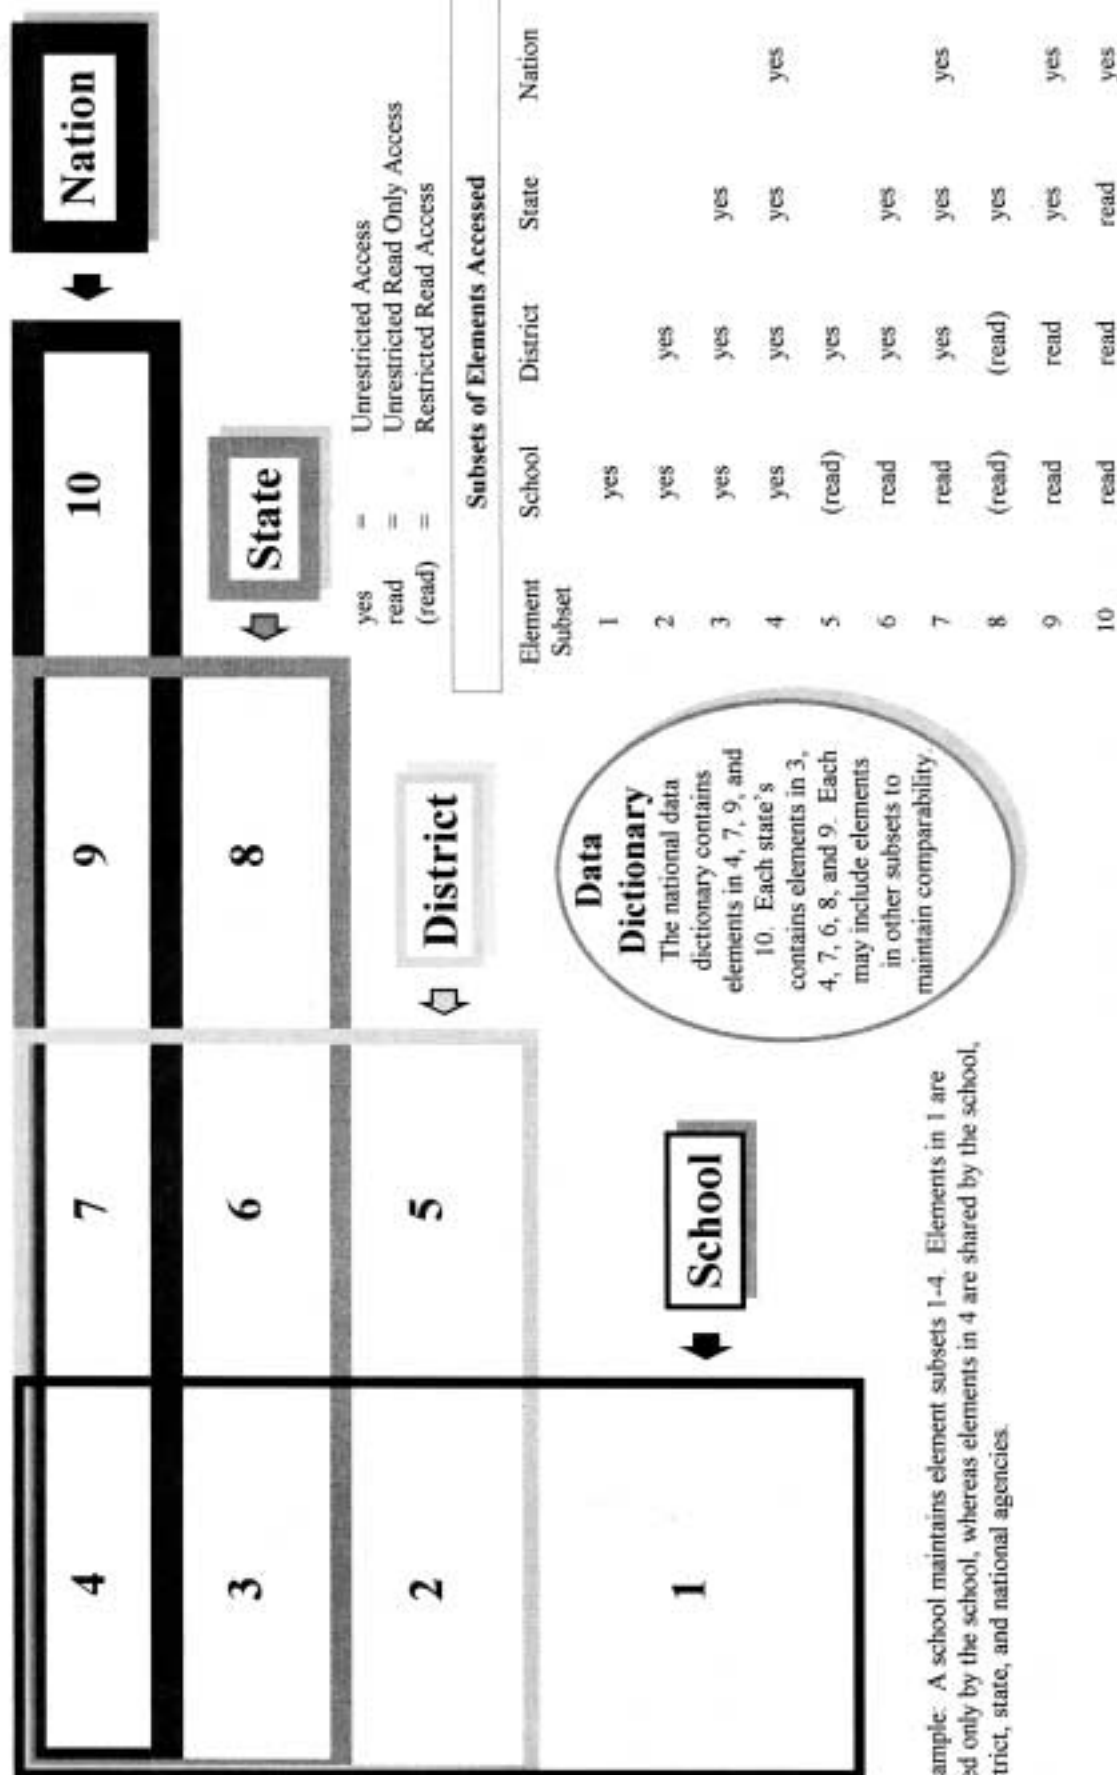 4
7
9
10
Nation
3
6
8
State
2
5
District
1
School
yes = Unrestricted Access
read = Unrestricted Read Only Access
(read) = Restricted Read Access
Subsets of Elements Accessed
Element School District State Nation
Subset
1 yes
2 yes yes
3 yes yes yes
4 yes yes yes yes
5 (read) yes
6 read yes yes
7 read yes yes yes
8 (read) (read) yes
9 read read yes yes
10 read read read yes
Data
Dictionary
The national data
dictionary contains
elements in 4, 7, 9, and
10. Each state's
contains elements in 3,
4, 7, 6, 8, and 9. Each
may include elements
in other subsets to
maintain comparability.
ample: A school maintains element subsets 1-4. Elements in 1 are
ed only by the school, whereas elements in 4 are shared by the school,
trict, state, and national agencies.